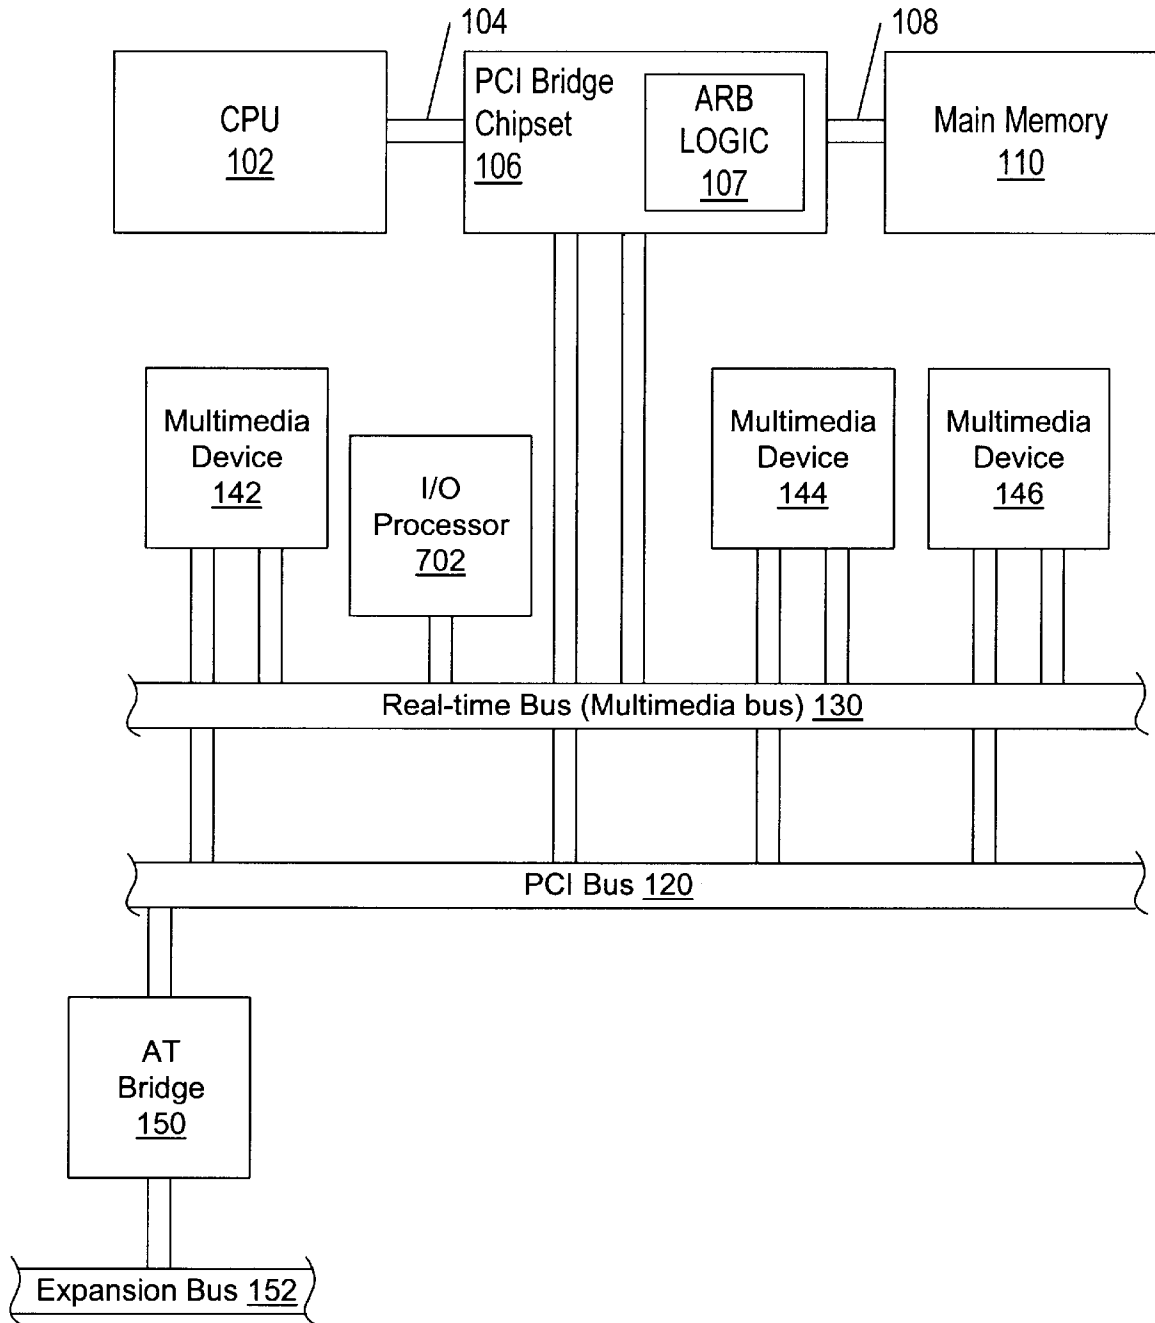 104
108
CPU
102
PCI Bridge
Chipset
106
ARB
LOGIC
107
Main Memory
110
Multimedia
Device
142
I/O
Processor
702
Multimedia
Device
144
Multimedia
Device
146
Real-time Bus (Multimedia bus) 130
PCI Bus 120
AT
Bridge
150
Expansion Bus 152